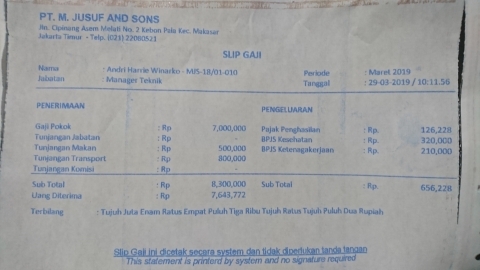 PT. M. JUSUF AND SONS
Jln. Cipinang Asem Melati No. 2 Kebon Pala Kec. Makasar
Jakarta Timur - Telp. (021) 22080521
SLIP GAJI
Nama : Andri Harrie Winarko - MIS-18/01-010 Periode : Maret 2019
Jabatan : Manager Teknik Tanggal : 29-03-2019 / 10:11.56
PENERIMAAN PENGELUARAN
Gaji Pokok : Rp 7,000,000 Pajak Penghasilan : Rp. 126,228
Tunjangan Jabatan : Rp BPJS Kesehatan : Rp. 320,000
Tunjangan Makan : Rp 500,000 BPJS Ketenagakerjaan : Rp. 210,000
Tunjangan Transport : Rp 800,000
Tunjangan Komisi : Rp
Sub Total : Rp 8,300,000 Sub Total : Rp. 656,228
Uang Diterima : Rp 7,643,772
Terbilang : Tujuh Juta Enam Ratus Empat Puluh Tiga Ribu Tujuh Ratus Tujuh Puluh Dua Rupiah
Slip Gaji ini dicetak secara system dan tidak diperlukan tanda tangan
This statement is printerd by system and no signature required